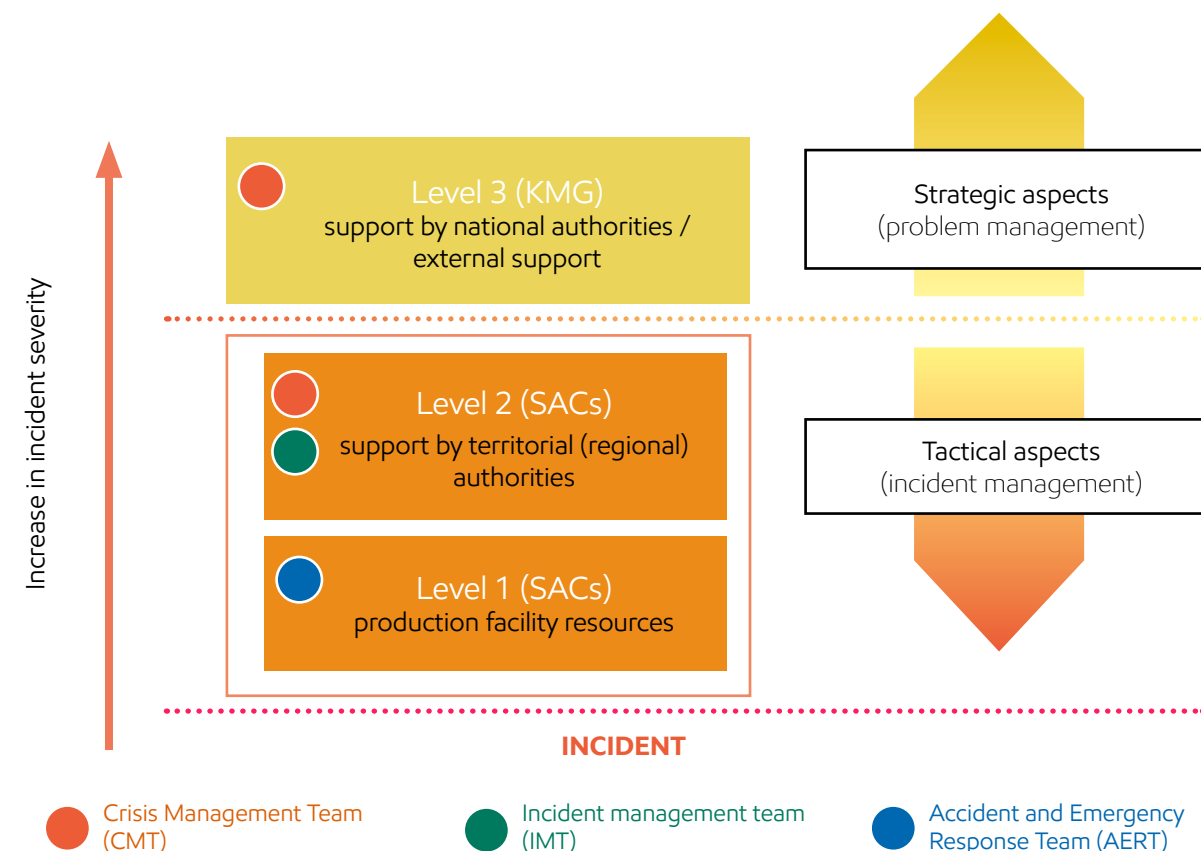 Increase in incident severity
Level 3 (KMG)
support by national authorities /
external support
Strategic aspects
(problem management)
Level 2 (SACs)
support by territorial (regional)
authorities
Tactical aspects
(incident management)
Level 1 (SACs)
production facility resources
INCIDENT
Crisis Management Team
(CMT)
Incident management team
(IMT)
Accident and Emergency
Response Team (AERT)